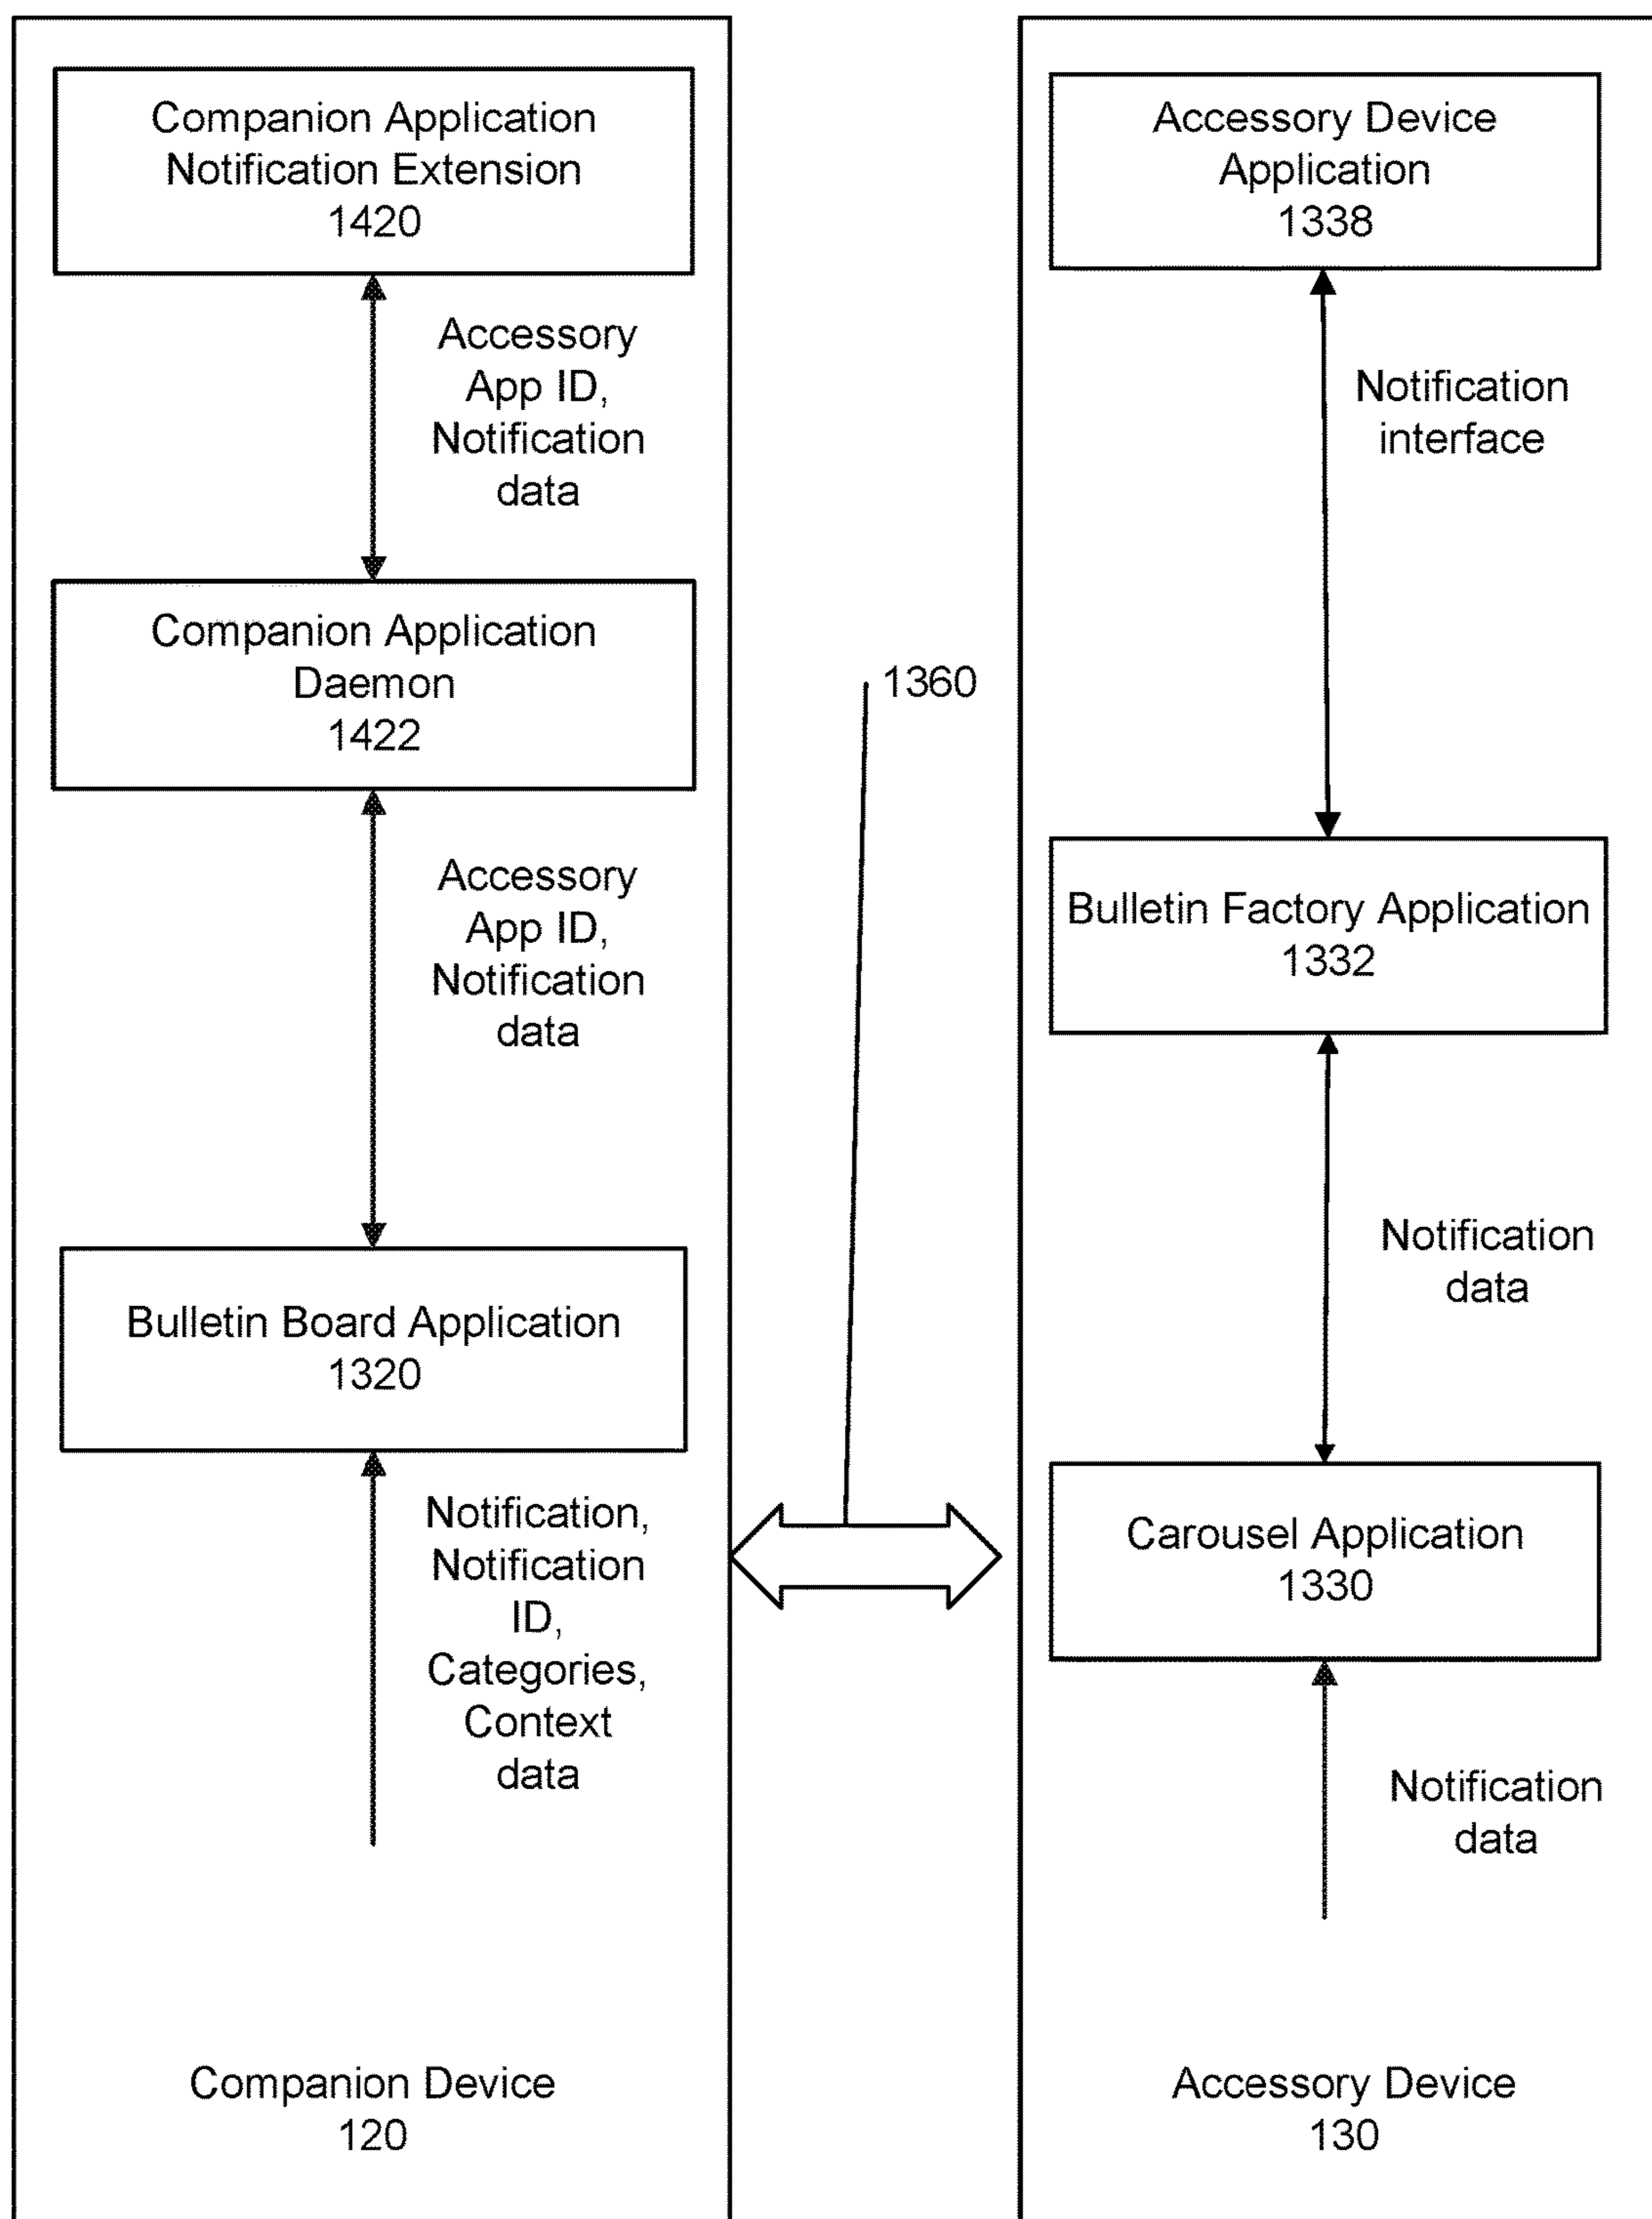 Companion Application
Notification Extension
1420
Accessory
App ID,
Notification
data
Companion Application
Daemon
1422
Accessory
App ID,
Notification
data
Bulletin Board Application
1320
Notification,
Notification
ID,
Categories,
Context
data
Companion Device
120
1360
Accessory Device
Application
1338
Notification
interface
Bulletin Factory Application
1332
Notification
data
Carousel Application
1330
Notification
data
Accessory Device
130